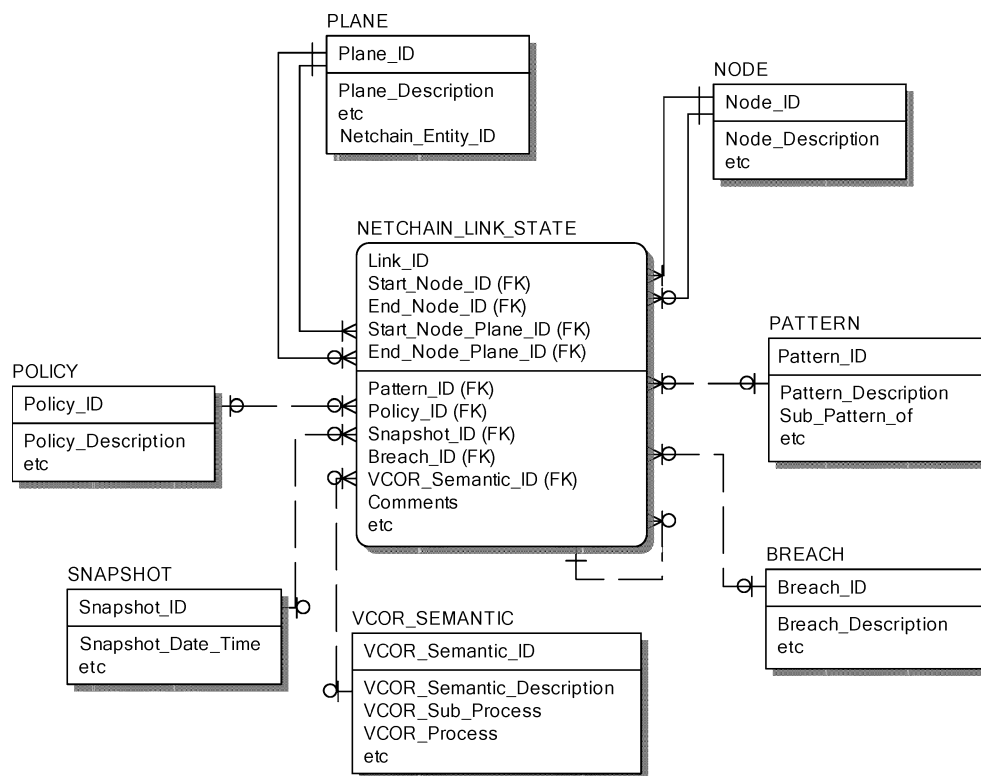 PLANE
Plane_ID
Plane_Description
etc
Netchain_Entity_ID
NODE
Node_ID
Node_Description
etc
NETCHAIN_LINK_STATE
Link_ID
Start_Node_ID (FK)
End_Node_ID (FK)
Start_Node_Plane_ID (FK)
End_Node_Plane_ID (FK)
Pattern_ID (FK)
Policy_ID (FK)
Snapshot_ID (FK)
Breach_ID (FK)
VCOR_Semantic_ID (FK)
Comments
etc
PATTERN
Pattern_ID
Pattern_Description
Sub_Pattern_of
etc
POLICY
Policy_ID
Policy_Description
etc
SNAPSHOT
Snapshot_ID
Snapshot_Date_Time
etc
VCOR_SEMANTIC
VCOR_Semantic_ID
VCOR_Semantic_Description
VCOR_Sub_Process
VCOR_Process
etc
BREACH
Breach_ID
Breach_Description
etc